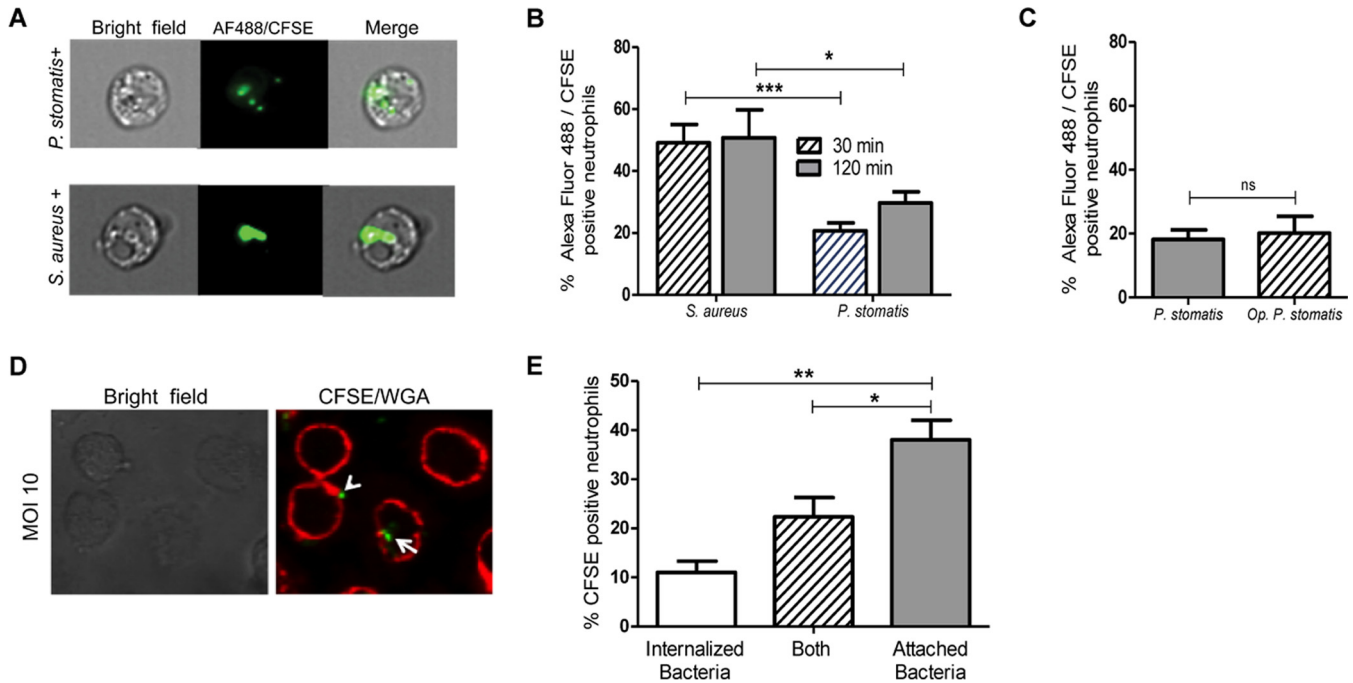 A
Bright field
AF488/CFSE
Merge
P. stomatis+
S. aureus +
B
% Alexa Fluor 488 / CFSE
positive neutrophils
80
60
40
20
0
***
*
30 min
120 min
S. aureus
P. stomatis
C
% Alexa Fluor 488 / CFSE
positive neutrophils
80
60
40
20
0
ns
P. stomatis
Op. P. stomatis
D
Bright field
CFSE/WGA
MOI 10
E
% CFSE positive neutrophils
50
40
30
20
10
0
**
*
Internalized
Bacteria
Both
Attached
Bacteria